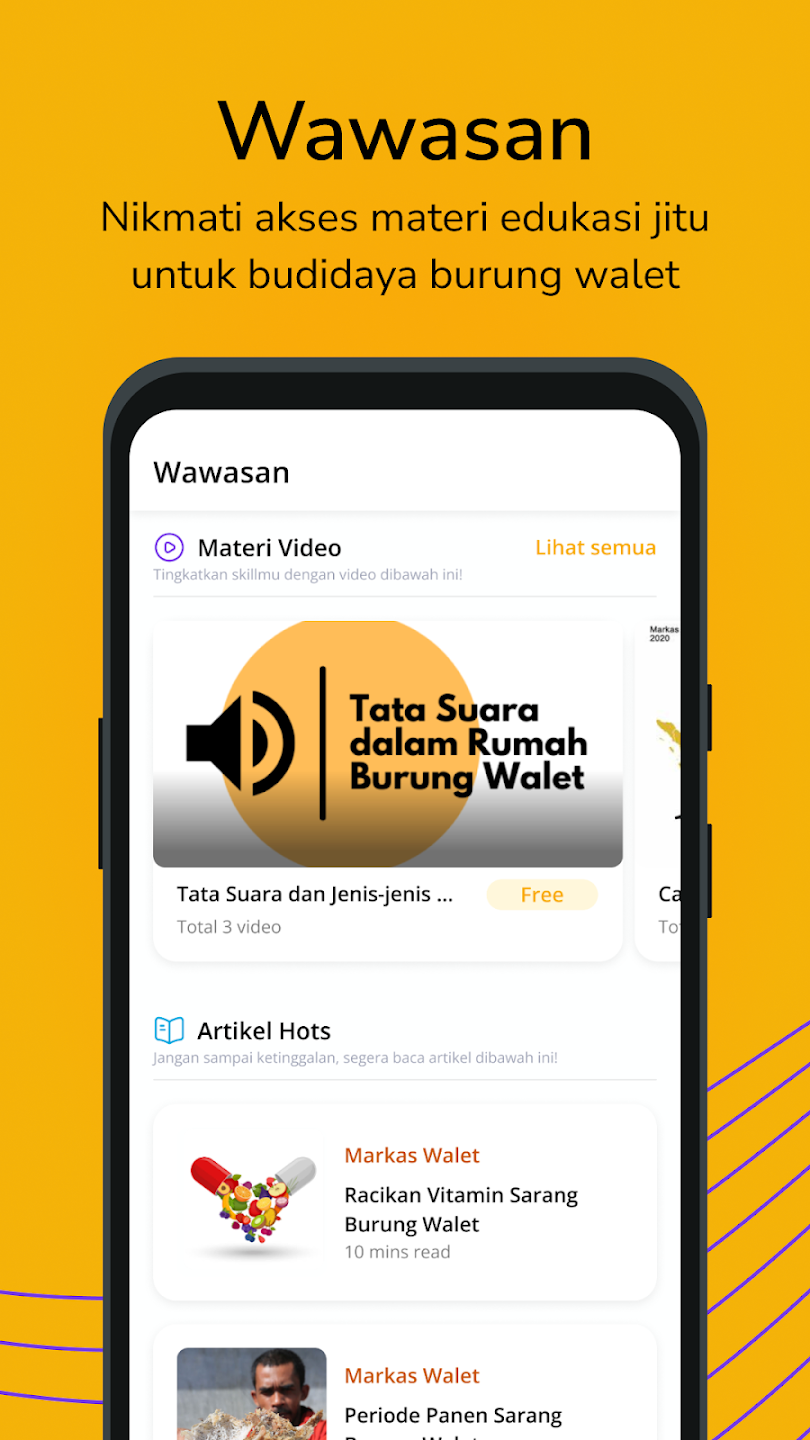 Wawasan
Nikmati akses materi edukasi jitu
untuk budidaya burung walet
Wawasan
Materi Video
Lihat semua
Tingkatkan skillmu dengan video dibawah ini!
Tata Suara
dalam Rumah
Burung Walet
Markas
2020
Tata Suara dan Jenis-jenis ...
Free
Total 3 video
Ca
To
Artikel Hots
Jangan sampai ketinggalan, segera baca artikel dibawah ini!
Markas Walet
Racikan Vitamin Sarang
Burung Walet
10 mins read
Markas Walet
Periode Panen Sarang
Burung Walet